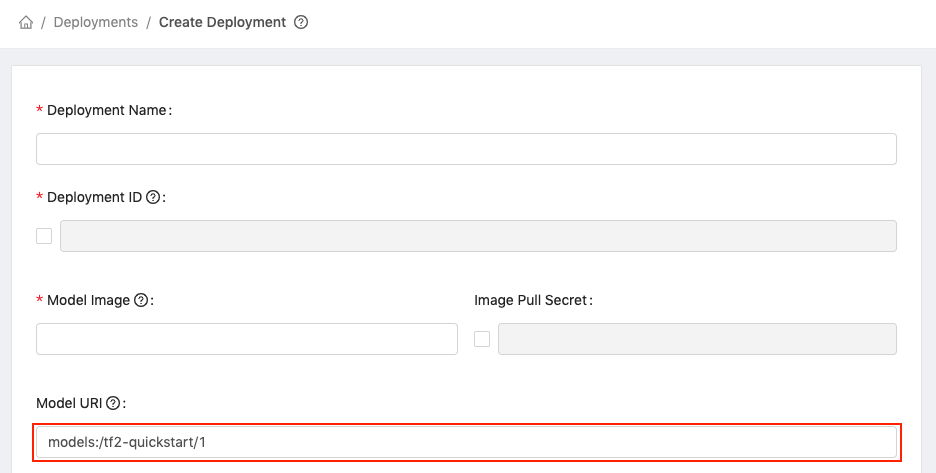 / Deployments / Create Deployment
* Deployment Name:
* Deployment ID ?:
* Model Image ?: Image Pull Secret:
Model URI ?:
models:/tf2-quickstart/1